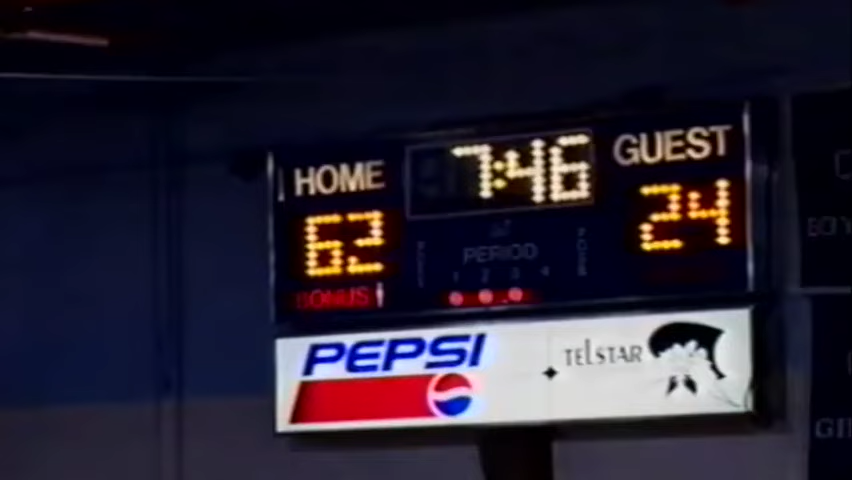 HOME 7:46 GUEST
62 24
PERIOD
1 2 3 4
BONUS
PEPSI TELSTAR